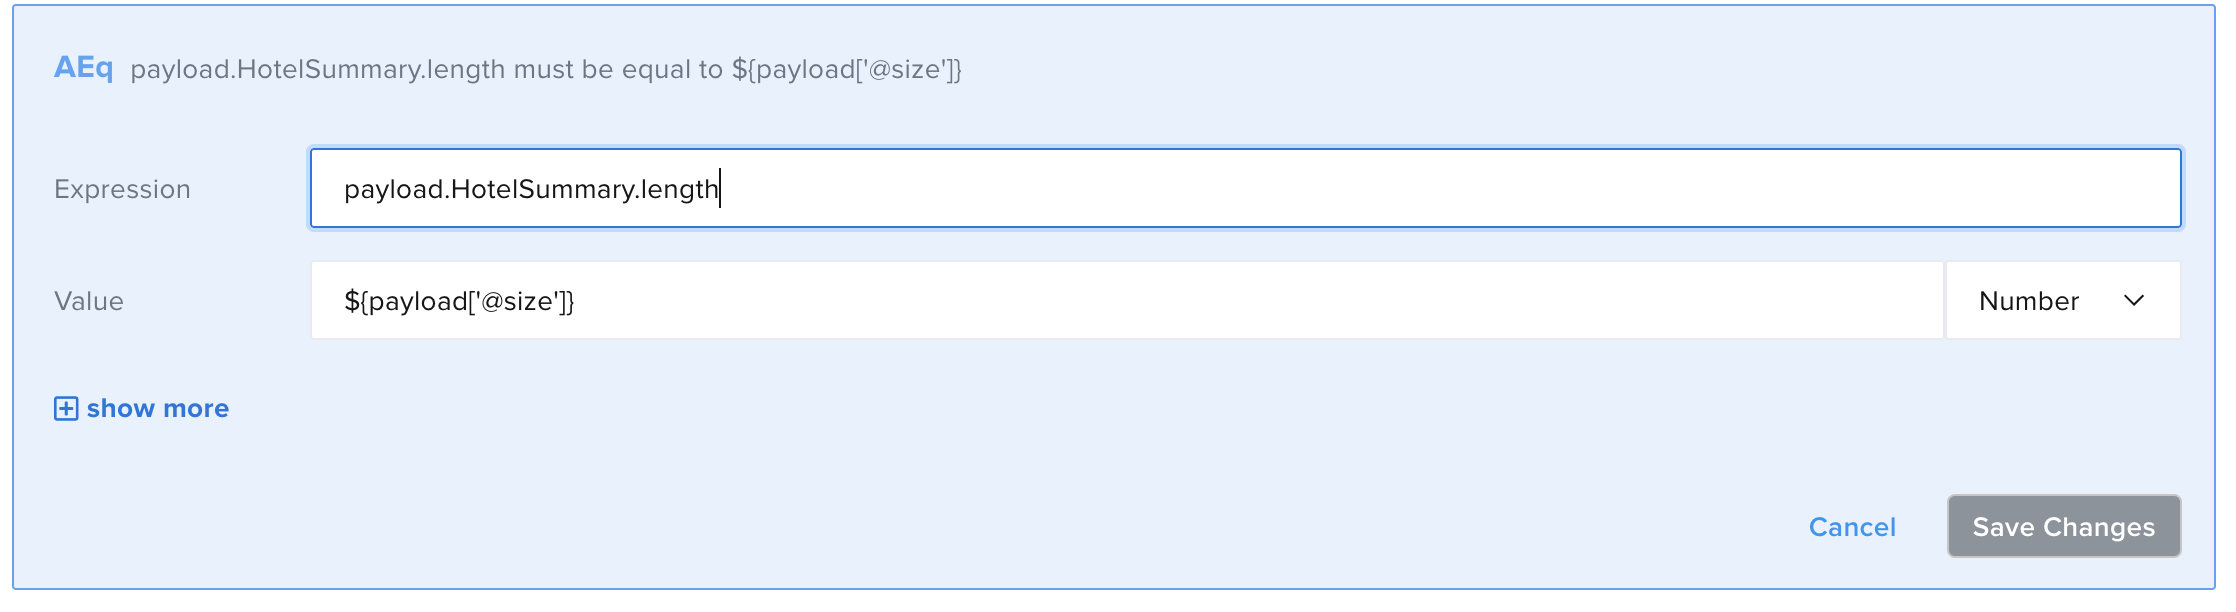 AEq payload.HotelSummary.length must be equal to ${payload['@size']}
Expression payload.HotelSummary.length
Value ${payload['@size']} Number
show more
Cancel Save Changes